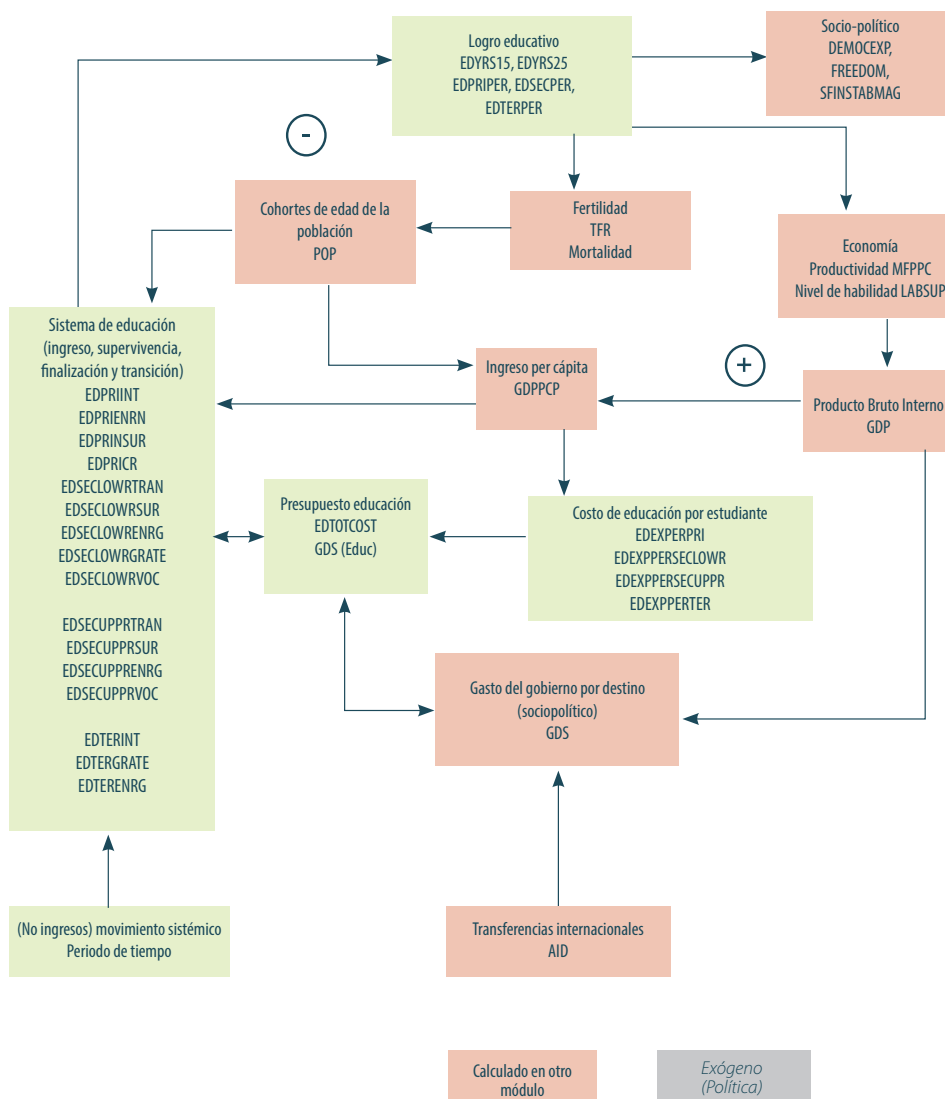 Logro educativo
EDYRS15, EDYRS25
EDPRIPER, EDSECPER,
EDTERPER
Socio-político
DEMOCEXP,
FREEDOM,
SFINSTABMAG
-
Cohortes de edad de la
población
POP
Fertilidad
TFR
Mortalidad
Economía
Productividad MFPPC
Nivel de habilidad LABSUP
Sistema de educación
(ingreso, supervivencia,
finalización y transición)
EDPRIINT
EDPRIENRN
EDPRINSUR
EDPRICR
EDSECLOWRTRAN
EDSECLOWRSUR
EDSECLOWRENRG
EDSECLOWRGRATE
EDSECLOWRVOC
EDSECUPPRTRAN
EDSECUPPRSUR
EDSECUPPRENRG
EDSECUPPRVOC
EDTERINT
EDTERGRATE
EDTERENRG
Ingreso per cápita
GDPPCP
+
Producto Bruto Interno
GDP
Presupuesto educación
EDTOTCOST
GDS (Educ)
Costo de educación por estudiante
EDEXPERPRI
EDEXPPERSECLOWR
EDEXPPERSECUPPR
EDEXPPERTER
Gasto del gobierno por destino
(sociopolítico)
GDS
(No ingresos) movimiento sistémico
Periodo de tiempo
Transferencias internacionales
AID
Calculado en otro
módulo
Exógeno
(Política)